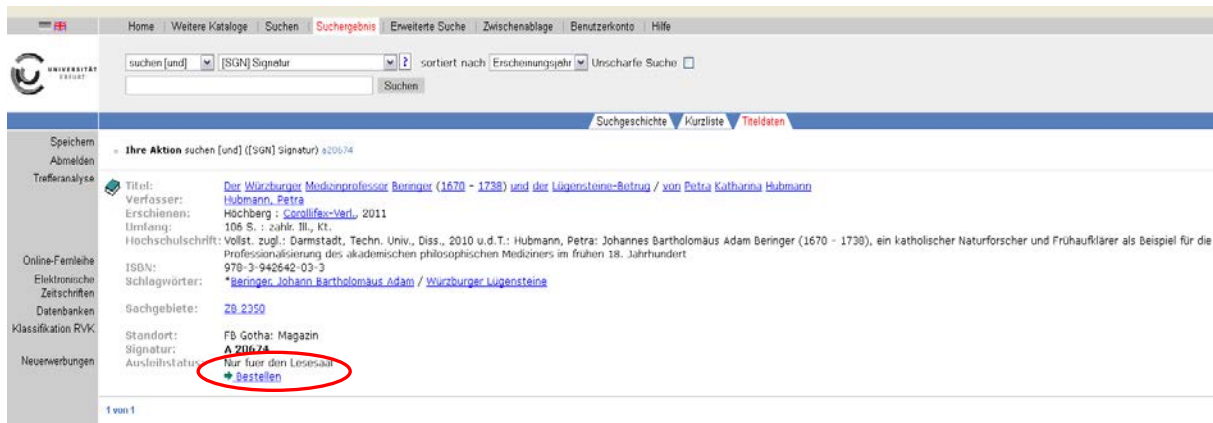 Home | Weitere Kataloge | Suchen | Suchergebnis | Erweiterte Suche | Zwischenablage | Benutzerkonto | Hilfe
UNIVERSITÄT
ERFURT
suchen [und] [SGN] Signatur ? sortiert nach Erscheinungsjahr Unscharfe Suche
Suchen
Suchgeschichte Kurzliste Titeldaten
Speichern
Abmelden
Trefferanalyse
Online-Fernleihe
Elektronische
Zeitschriften
Datenbanken
Klassifikation RVK
Neuerwerbungen
Ihre Aktion suchen [und] ([SGN] Signatur) a20674
Titel: Der Würzburger Medizinprofessor Beringer (1670 - 1738) und der Lügensteine-Betrug / von Petra Katharina Hubmann
Verfasser: Hubmann, Petra
Erschienen: Höchberg : Corollifex-Verl., 2011
Umfang: 106 S. : zahlr. Ill., Kt.
Hochschulschrift: Vollst. zugl.: Darmstadt, Techn. Univ., Diss., 2010 u.d.T.: Hubmann, Petra: Johannes Bartholomäus Adam Beringer (1670 - 1738), ein katholischer Naturforscher und Frühaufklärer als Beispiel für die
Professionalisierung des akademischen philosophischen Mediziners im frühen 18. Jahrhundert
ISBN: 978-3-942642-03-3
Schlagwörter: *Beringer, Johann Bartholomäus Adam / Würzburger Lügensteine
Sachgebiete: ZB 2350
Standort: FB Gotha: Magazin
Signatur: A 20674
Ausleihstatus: Nur fuer den Lesesaal
Bestellen
1 von 1